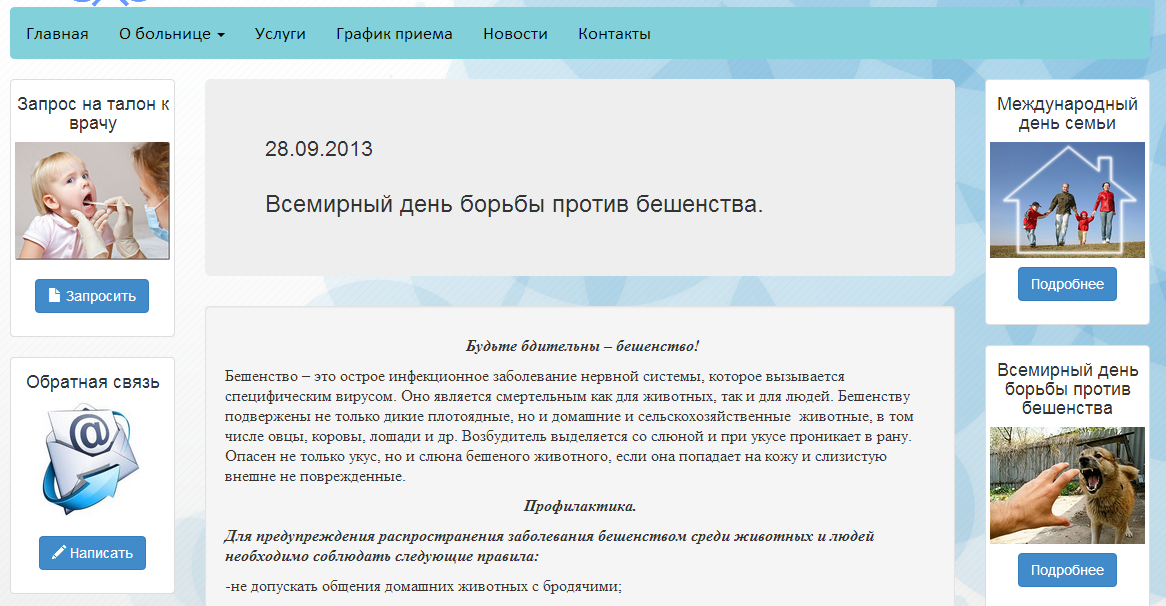 Главная О больнице Услуги График приема Новости Контакты
Запрос на талон к
врачу
Запросить
Обратная связь
Написать
28.09.2013
Всемирный день борьбы против бешенства.
Будьте бдительны – бешенство!
Бешенство – это острое инфекционное заболевание нервной системы, которое вызывается
специфическим вирусом. Оно является смертельным как для животных, так и для людей. Бешенству
подвержены не только дикие плотоядные, но и домашние и сельскохозяйственные животные, в том
числе овцы, коровы, лошади и др. Возбудитель выделяется со слюной и при укусе проникает в рану.
Опасен не только укус, но и слюна бешеного животного, если она попадает на кожу и слизистую
внешне не поврежденные.
Профилактика.
Для предупреждения распространения заболевания бешенством среди животных и людей
необходимо соблюдать следующие правила:
-не допускать общения домашних животных с бродячими;
Международный
день семьи
Подробнее
Всемирный день
борьбы против
бешенства
Подробнее